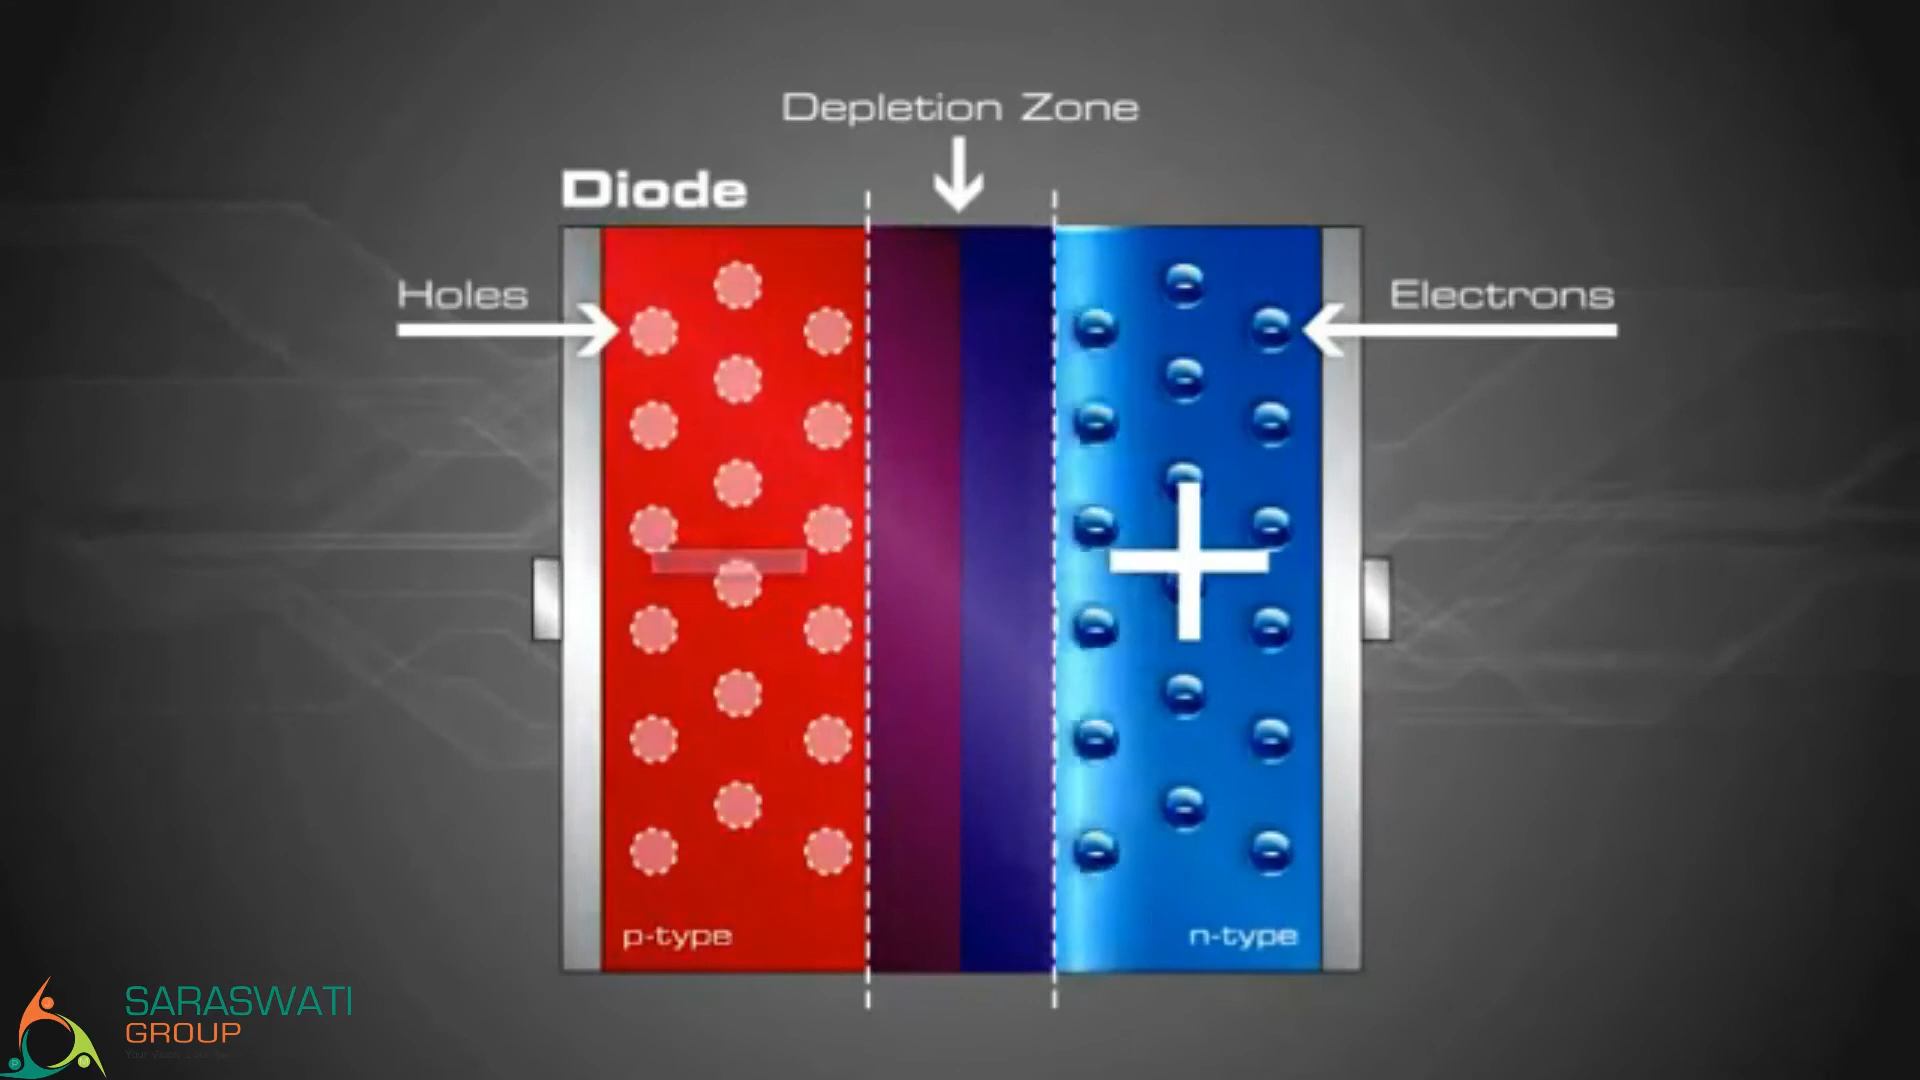 Depletion Zone
Diode
Holes
Electrons
p-type
n-type
SARASWATI
GROUP